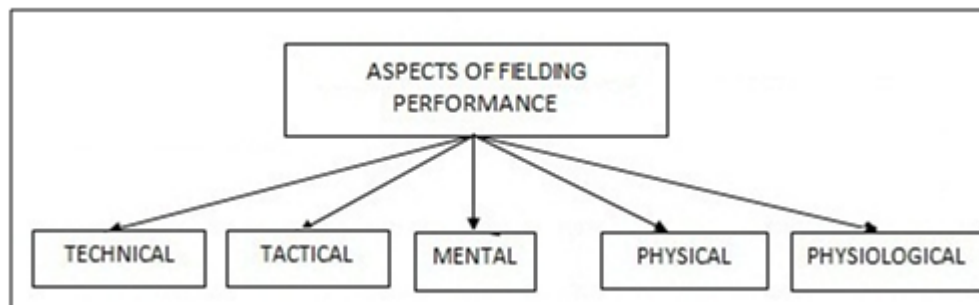 ASPECTS OF FIELDING
PERFORMANCE
TECHNICAL
TACTICAL
MENTAL
PHYSICAL
PHYSIOLOGICAL